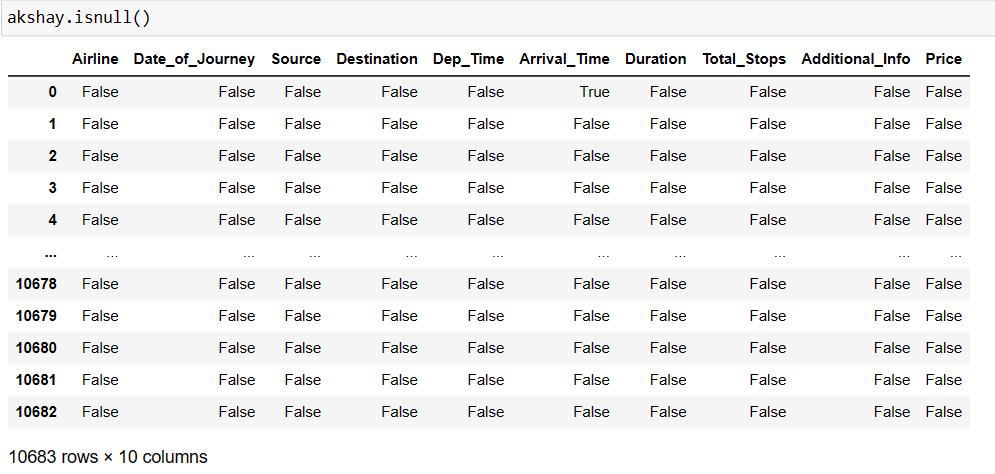 akshay.isnull()
Airline Date_of_Journey Source Destination Dep_Time Arrival_Time Duration Total_Stops Additional_Info Price
0 False False False False False True False False False False
1 False False False False False False False False False False
2 False False False False False False False False False False
3 False False False False False False False False False False
4 False False False False False False False False False False
... ... ... ... ... ... ... ... ... ... ...
10678 False False False False False False False False False False
10679 False False False False False False False False False False
10680 False False False False False False False False False False
10681 False False False False False False False False False False
10682 False False False False False False False False False False
10683 rows × 10 columns